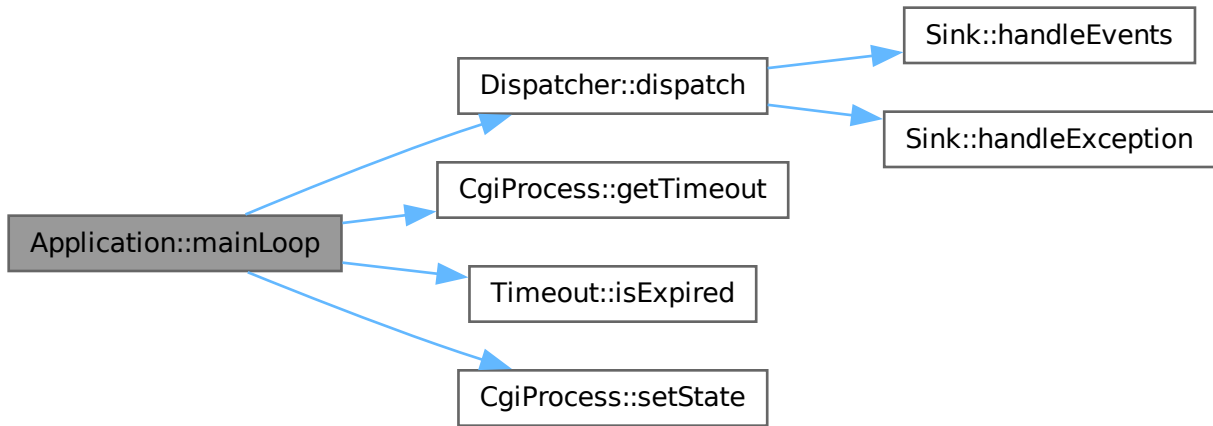 Application::mainLoop
Dispatcher::dispatch
Sink::handleEvents
Sink::handleException
CgiProcess::getTimeout
Timeout::isExpired
CgiProcess::setState